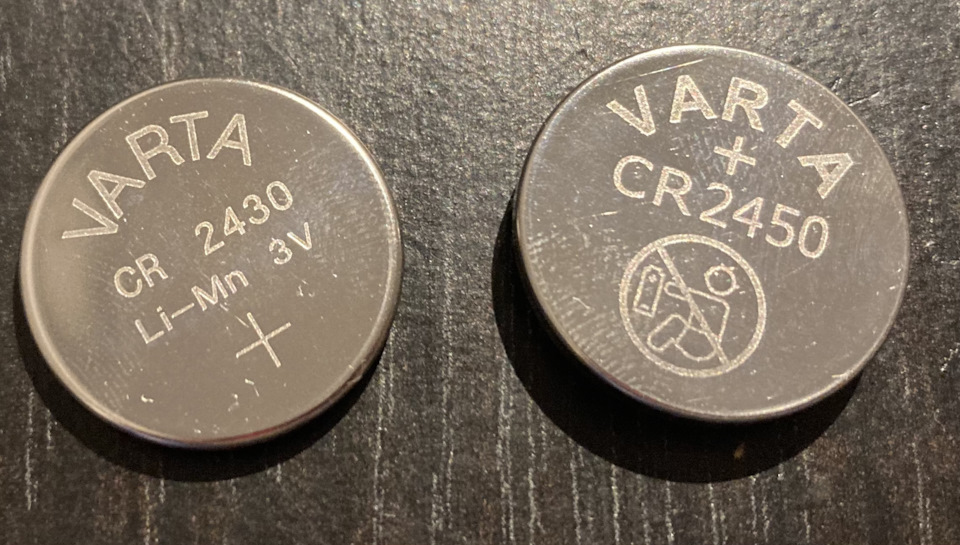 VARTA
CR 2430
Li-Mn 3V
+
VARTA
+
CR2450